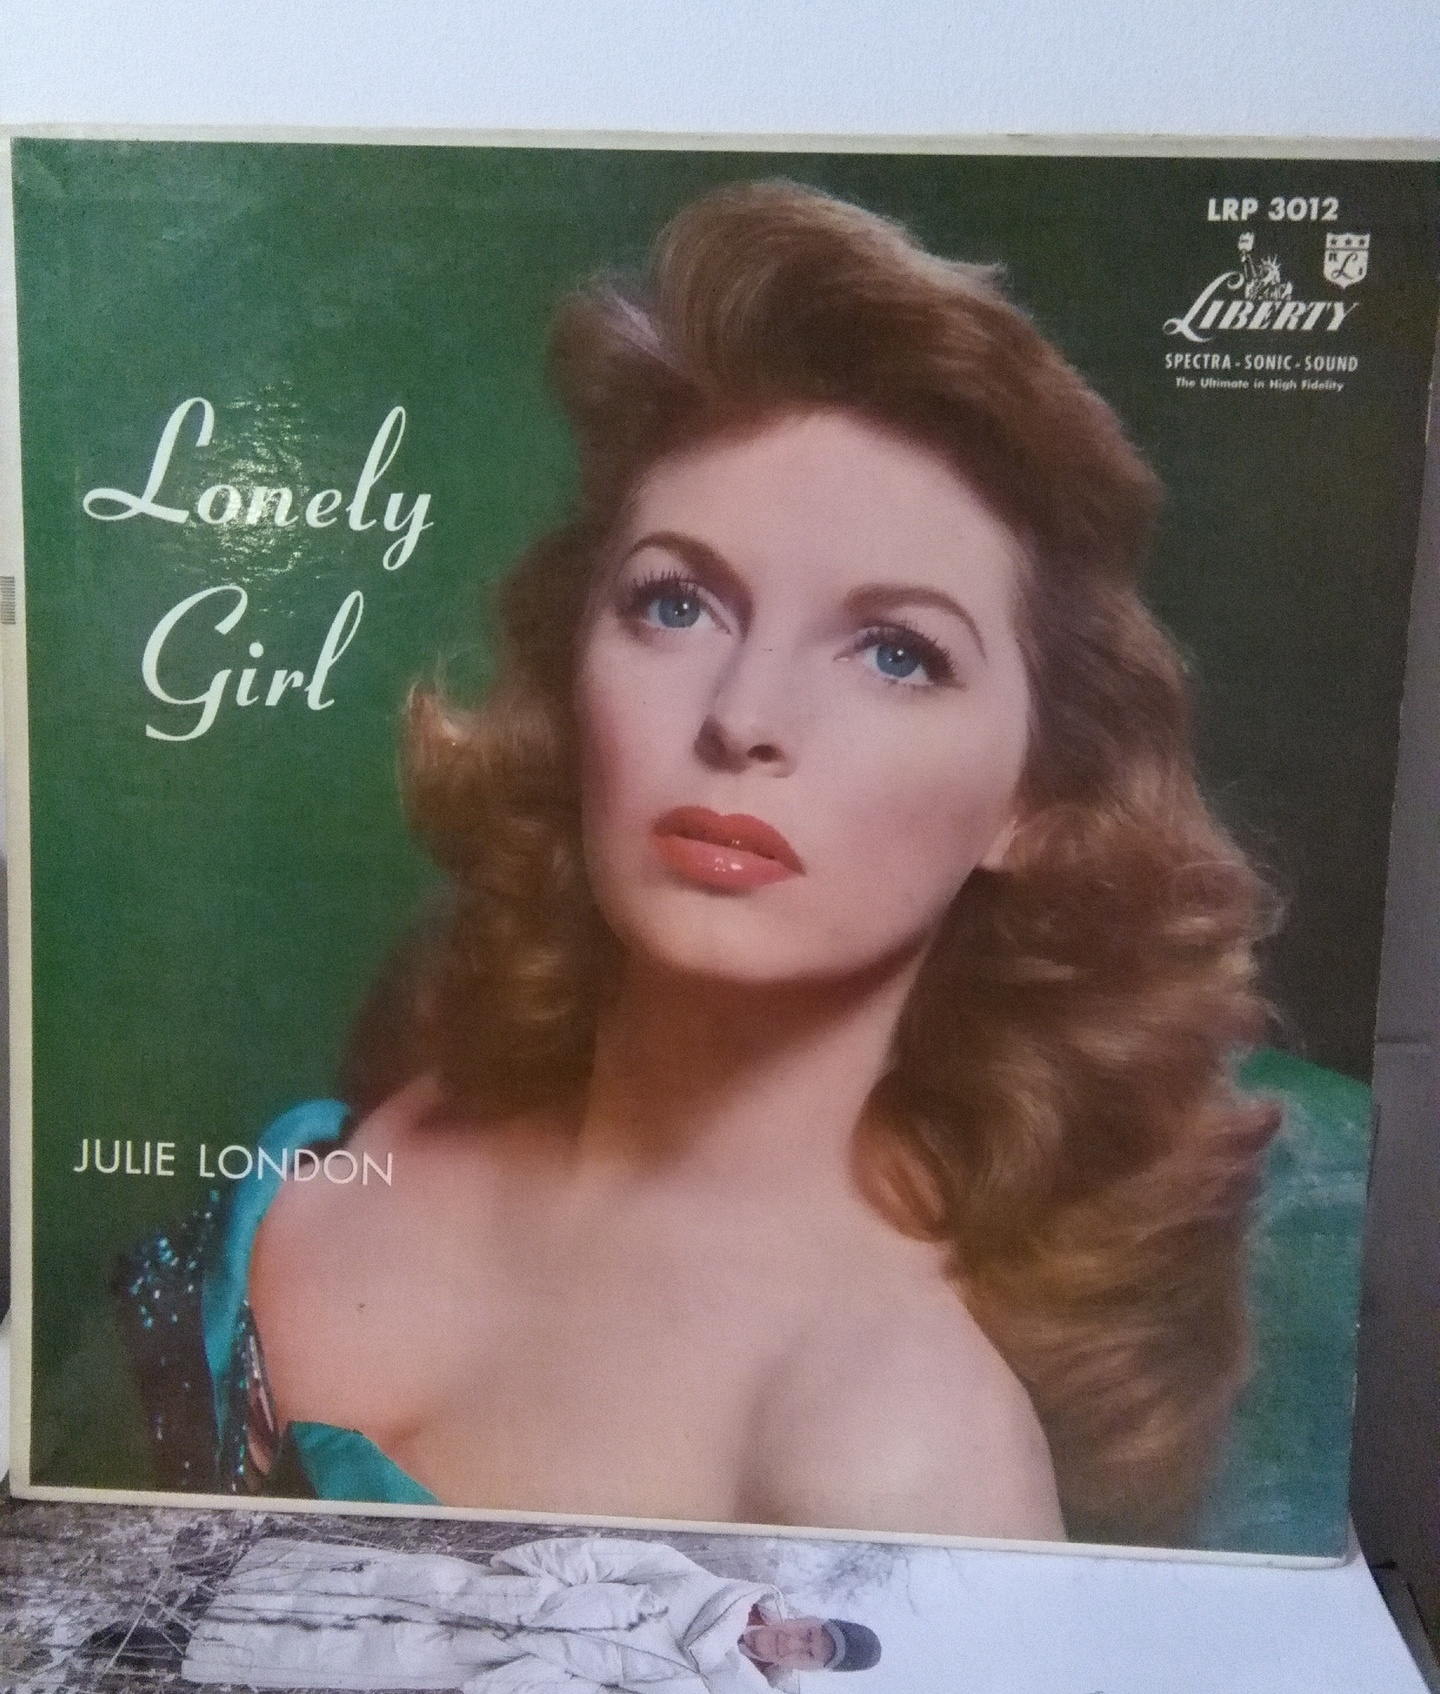 LRP 3012
R L I
LIBERTY
SPECTRA-SONIC-SOUND
The Ultimate in High Fidelity
Lonely
Girl
JULIE LONDON